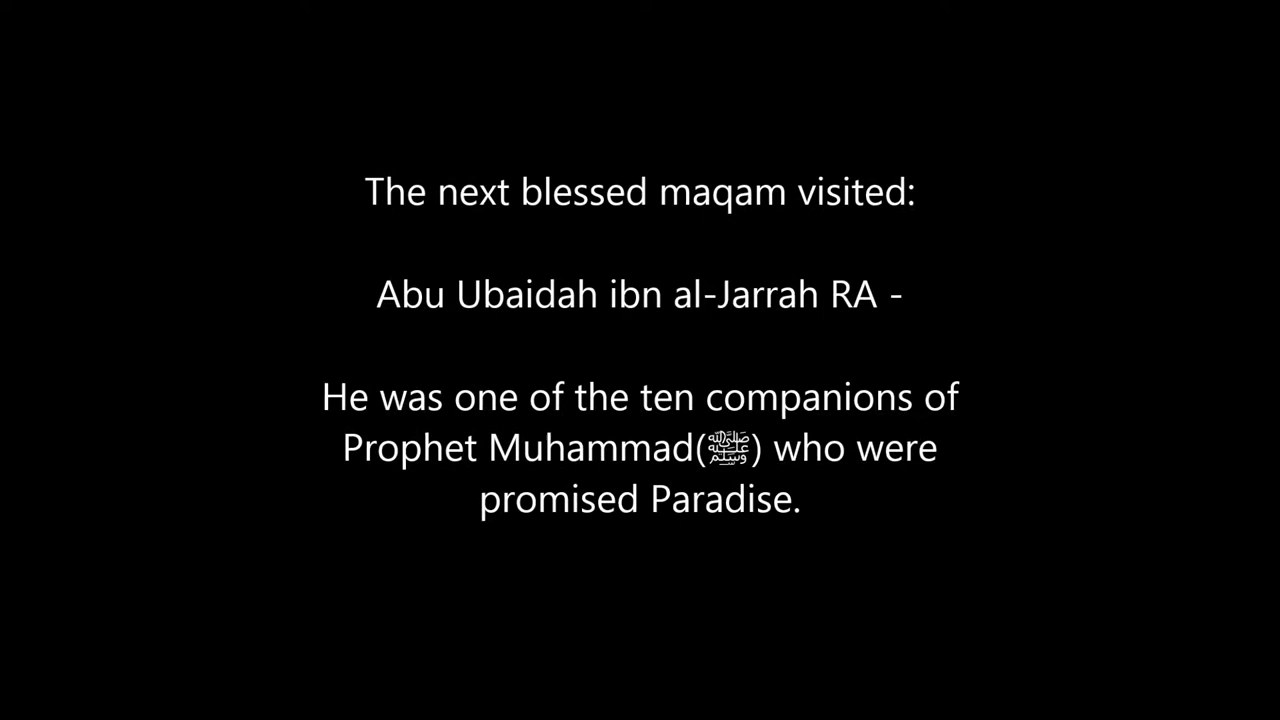 The next blessed maqam visited:
Abu Ubaidah ibn al-Jarrah RA -
He was one of the ten companions of
Prophet Muhammad(ﷺ) who were
promised Paradise.